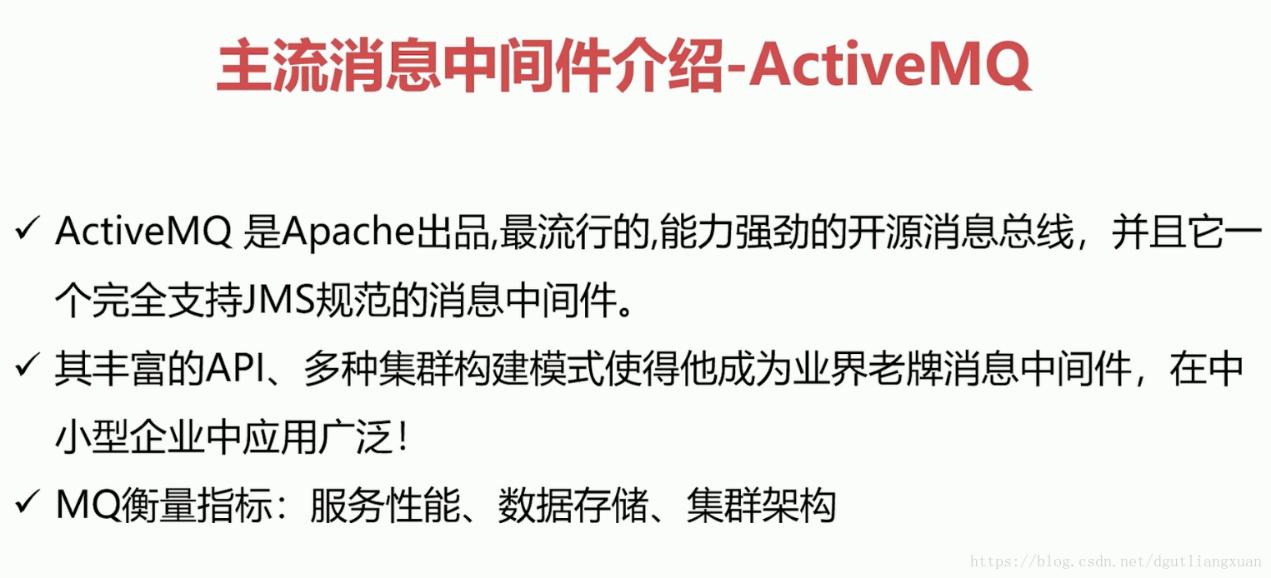 主流消息中间件介绍-ActiveMQ
✓ ActiveMQ 是Apache出品,最流行的,能力强劲的开源消息总线，并且它一
个完全支持JMS规范的消息中间件。
✓ 其丰富的API、多种集群构建模式使得他成为业界老牌消息中间件，在中
小型企业中应用广泛！
✓ MQ衡量指标：服务性能、数据存储、集群架构
https://blog.csdn.net/dgutliangxuan